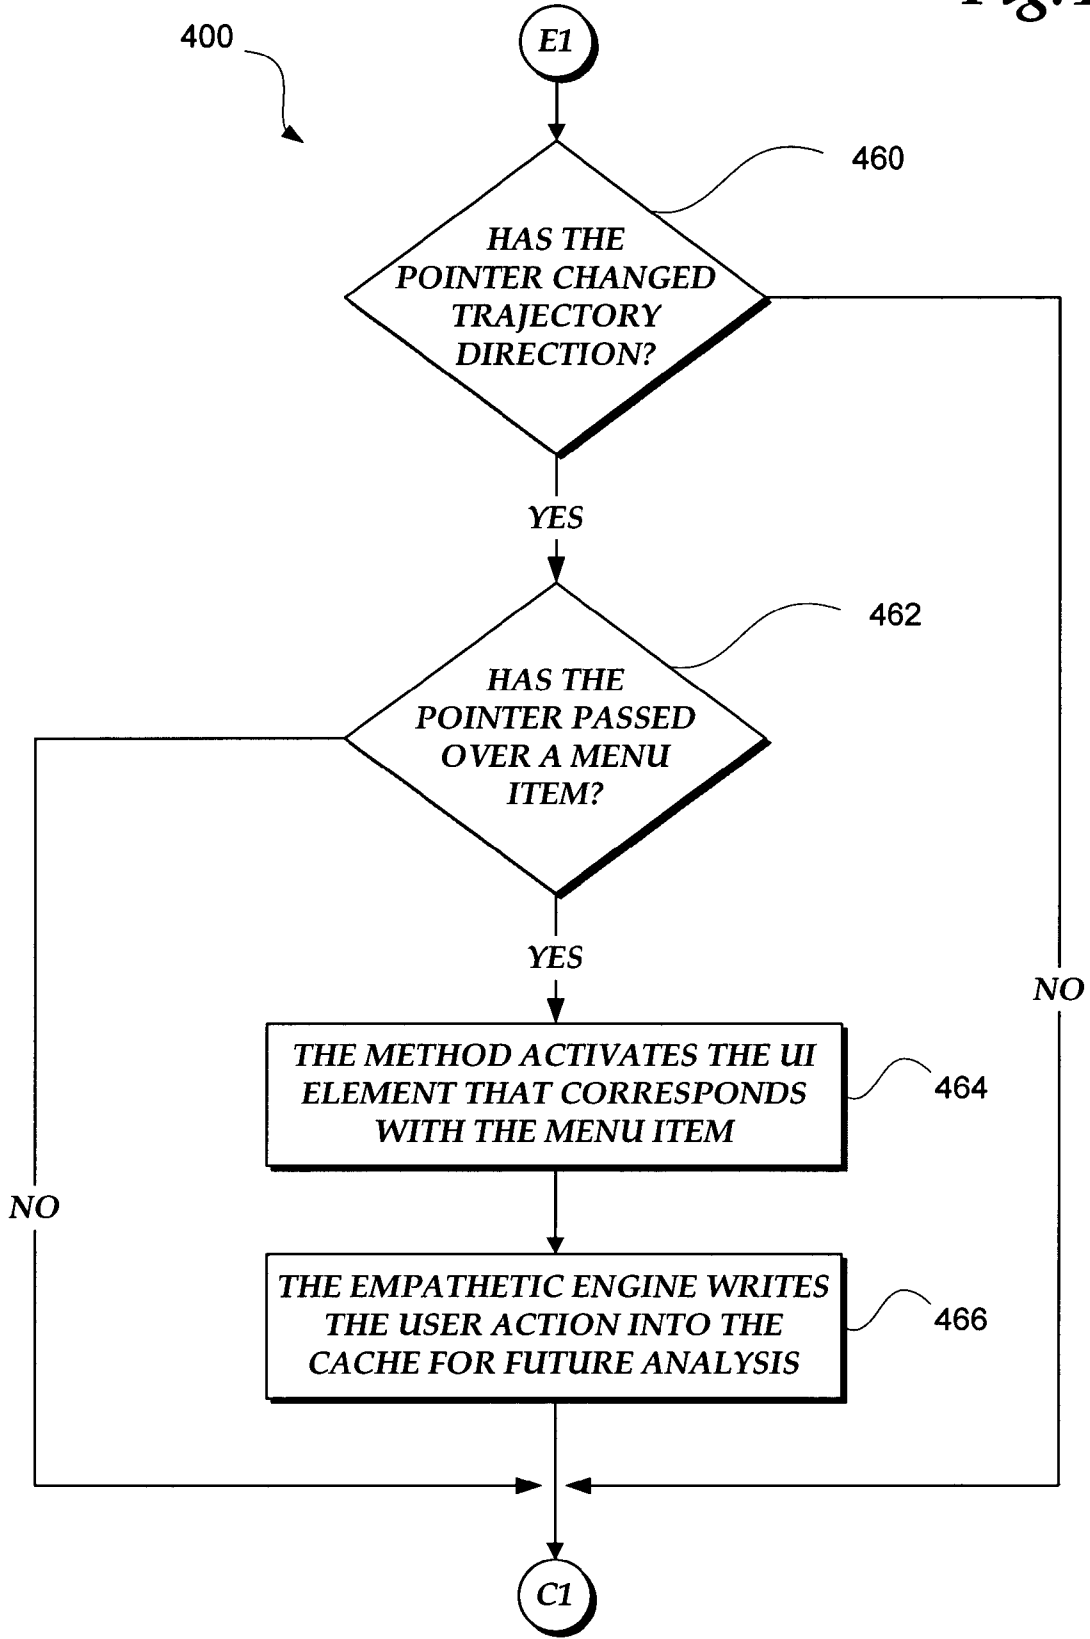 400
E1
460
HAS THE
POINTER CHANGED
TRAJECTORY
DIRECTION?
YES
462
HAS THE
POINTER PASSED
OVER A MENU
ITEM?
YES
NO
THE METHOD ACTIVATES THE UI
ELEMENT THAT CORRESPONDS
WITH THE MENU ITEM
464
NO
THE EMPATHETIC ENGINE WRITES
THE USER ACTION INTO THE
CACHE FOR FUTURE ANALYSIS
466
C1